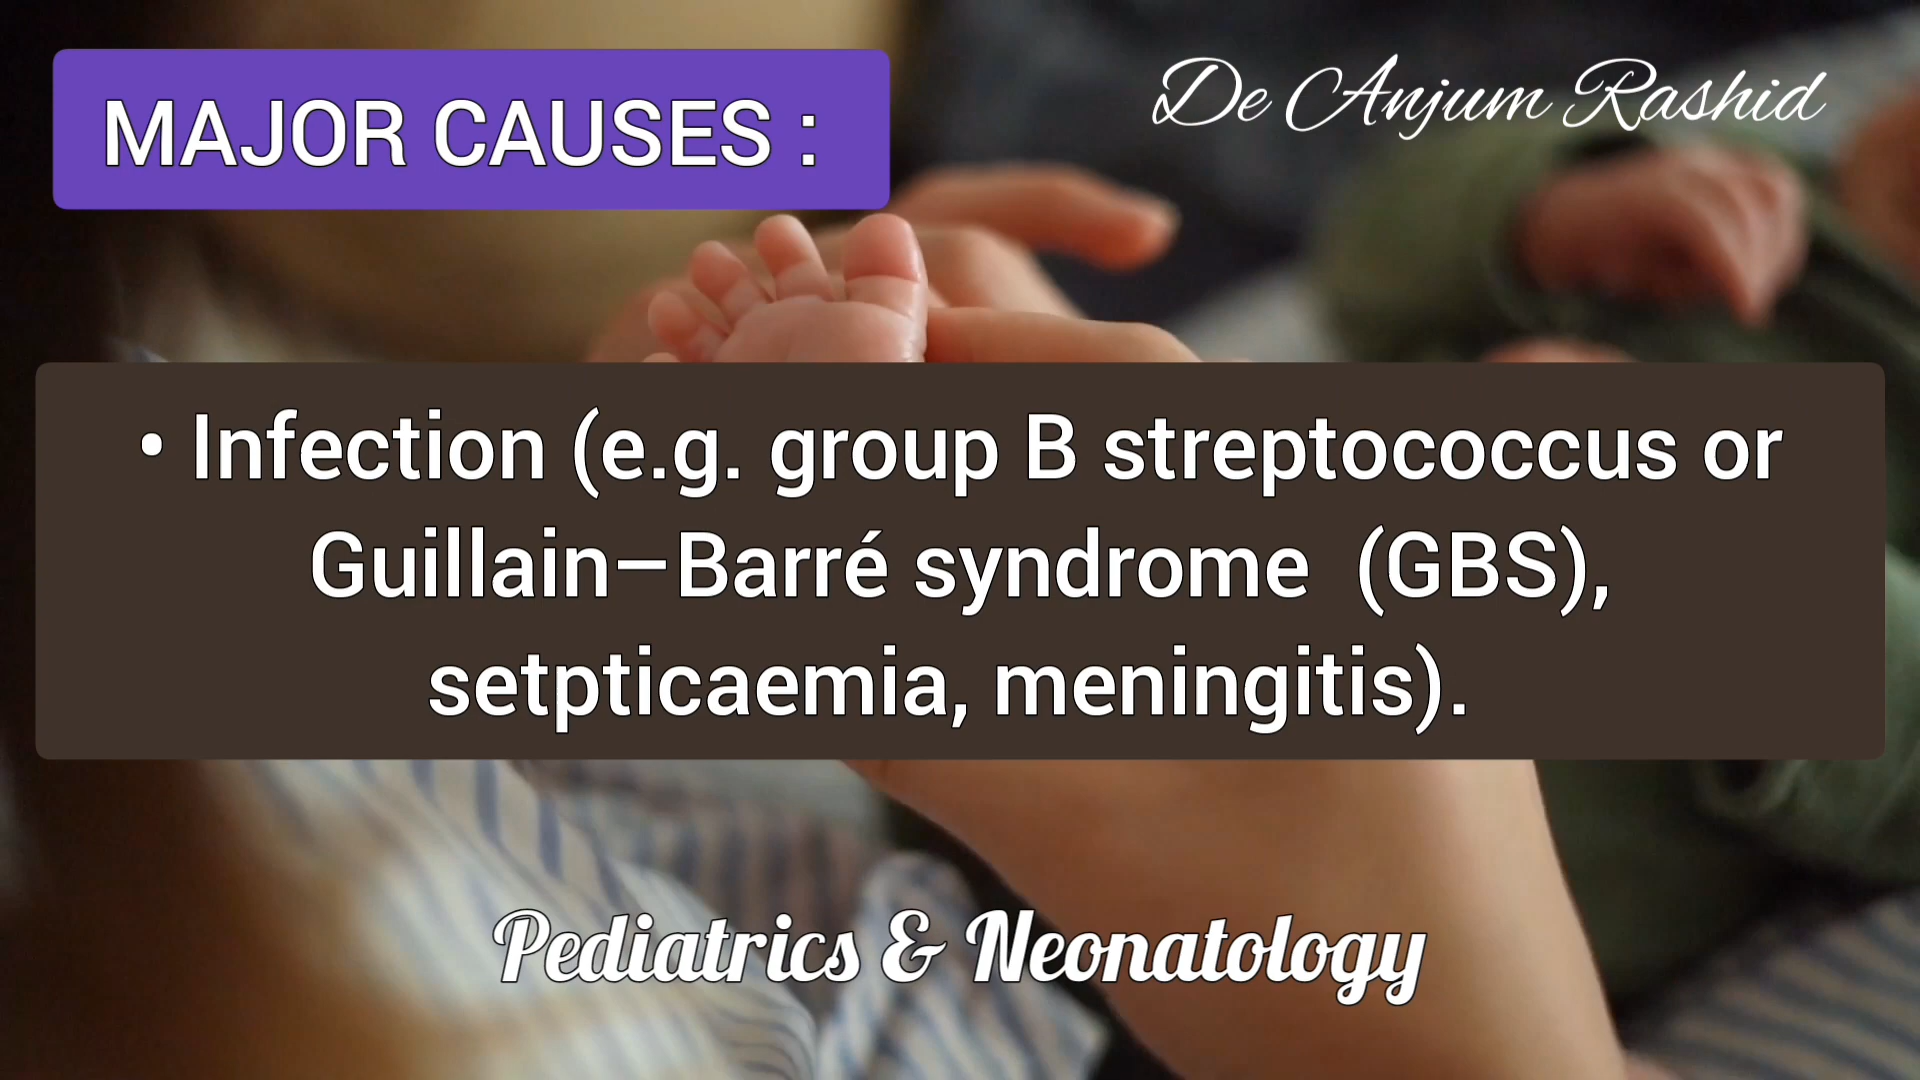 MAJOR CAUSES :
De Anjum Rashid
• Infection (e.g. group B streptococcus or
Guillain–Barré syndrome (GBS),
setpticaemia, meningitis).
Pediatrics & Neonatology